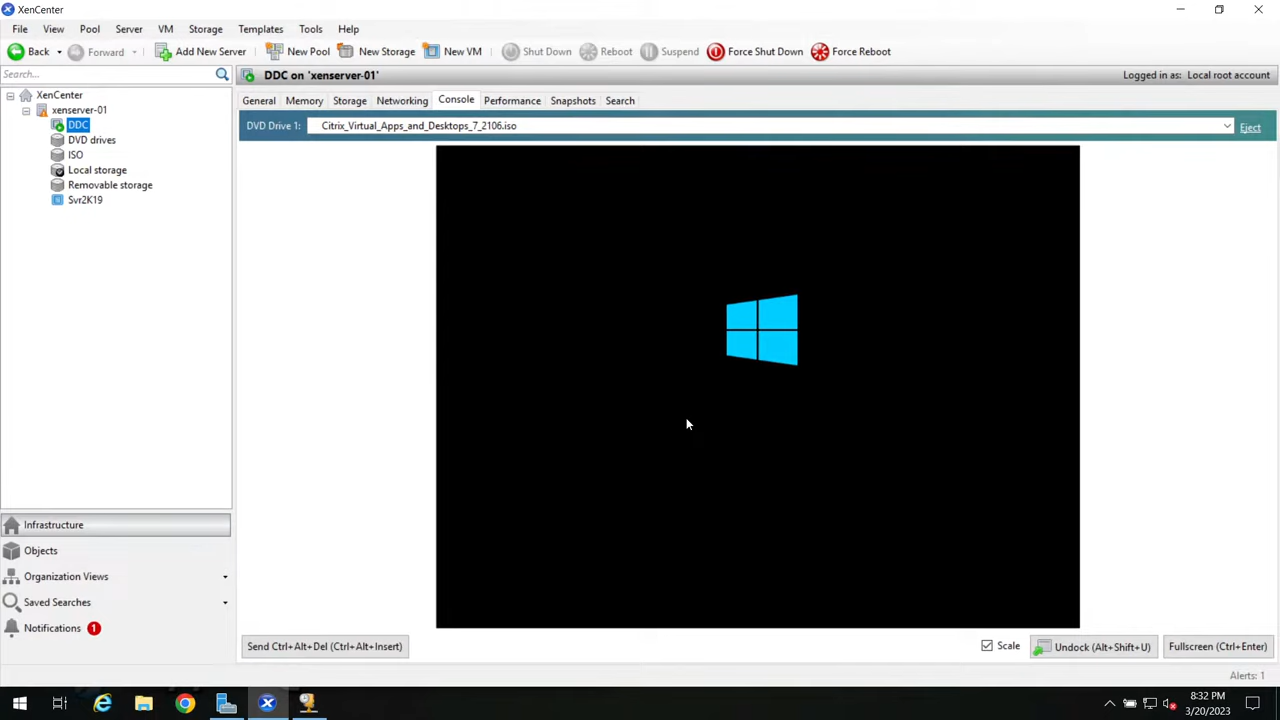 XenCenter
File View Pool Server VM Storage Templates Tools Help
Back Forward Add New Server New Pool New Storage New VM Shut Down Reboot Suspend Force Shut Down Force Reboot
Search...
DDC on 'xenserver-01'
Logged in as: Local root account
XenCenter
xenserver-01
DDC
DVD drives
ISO
Local storage
Removable storage
Svr2K19
General Memory Storage Networking Console Performance Snapshots Search
DVD Drive 1: Citrix_Virtual_Apps_and_Desktops_7_2106.iso Eject
Infrastructure
Objects
Organization Views
Saved Searches
Notifications 1
Send Ctrl+Alt+Del (Ctrl+Alt+Insert) Scale Undock (Alt+Shift+U) Fullscreen (Ctrl+Enter)
Alerts: 1
8:32 PM
3/20/2023